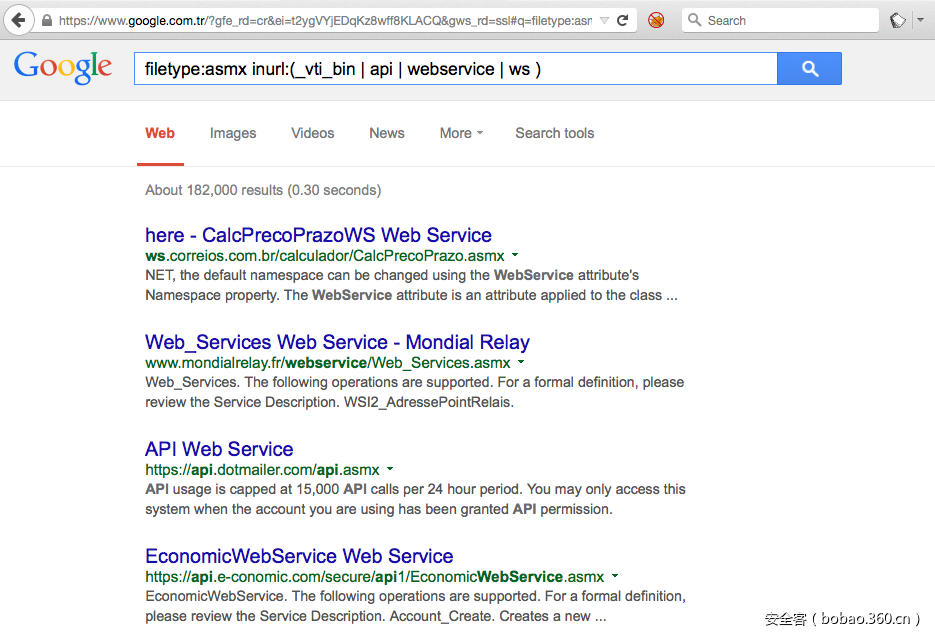 https://www.google.com.tr/?gfe_rd=cr&ei=t2ygVYjEDqKz8wff8KLACQ&gws_rd=ssl#q=filetype:asn
Search
Google
filetype:asmx inurl:(_vti_bin | api | webservice | ws )
Web Images Videos News More Search tools
About 182,000 results (0.30 seconds)
here - CalcPrecoPrazoWS Web Service
ws.correios.com.br/calculador/CalcPrecoPrazo.asmx
NET, the default namespace can be changed using the WebService attribute's
Namespace property. The WebService attribute is an attribute applied to the class ...
Web_Services Web Service - Mondial Relay
www.mondialrelay.fr/webservice/Web_Services.asmx
Web_Services. The following operations are supported. For a formal definition, please
review the Service Description. WSI2_AdressePointRelais.
API Web Service
https://api.dotmailer.com/api.asmx
API usage is capped at 15,000 API calls per 24 hour period. You may only access this
system when the account you are using has been granted API permission.
EconomicWebService Web Service
https://api.e-conomic.com/secure/api1/EconomicWebService.asmx
EconomicWebService. The following operations are supported. For a formal definition,
please review the Service Description. Account_Create. Creates a new ...
安全客 ( bobao.360.cn )